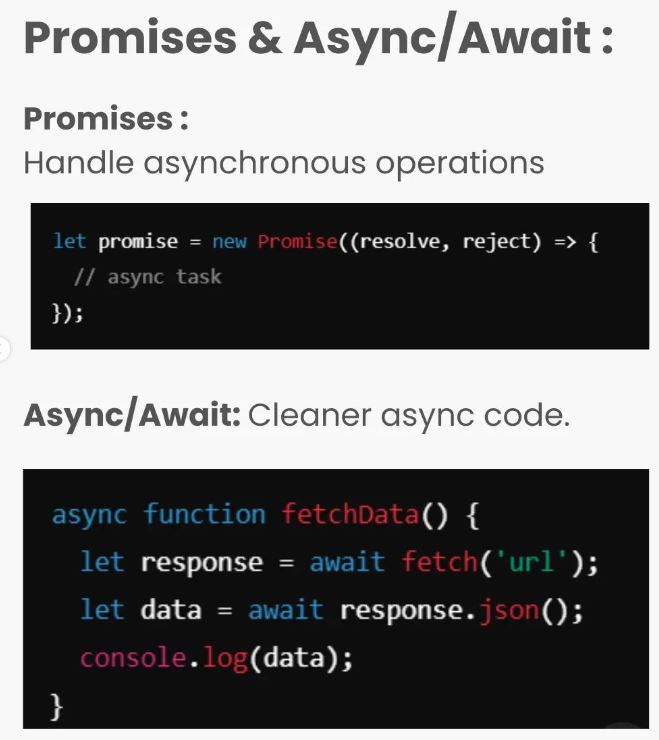 Promises & Async/Await :
Promises :
Handle asynchronous operations
let promise = new Promise((resolve, reject) => {
  // async task
});
Async/Await: Cleaner async code.
async function fetchData() {
  let response = await fetch('url');
  let data = await response.json();
  console.log(data);
}